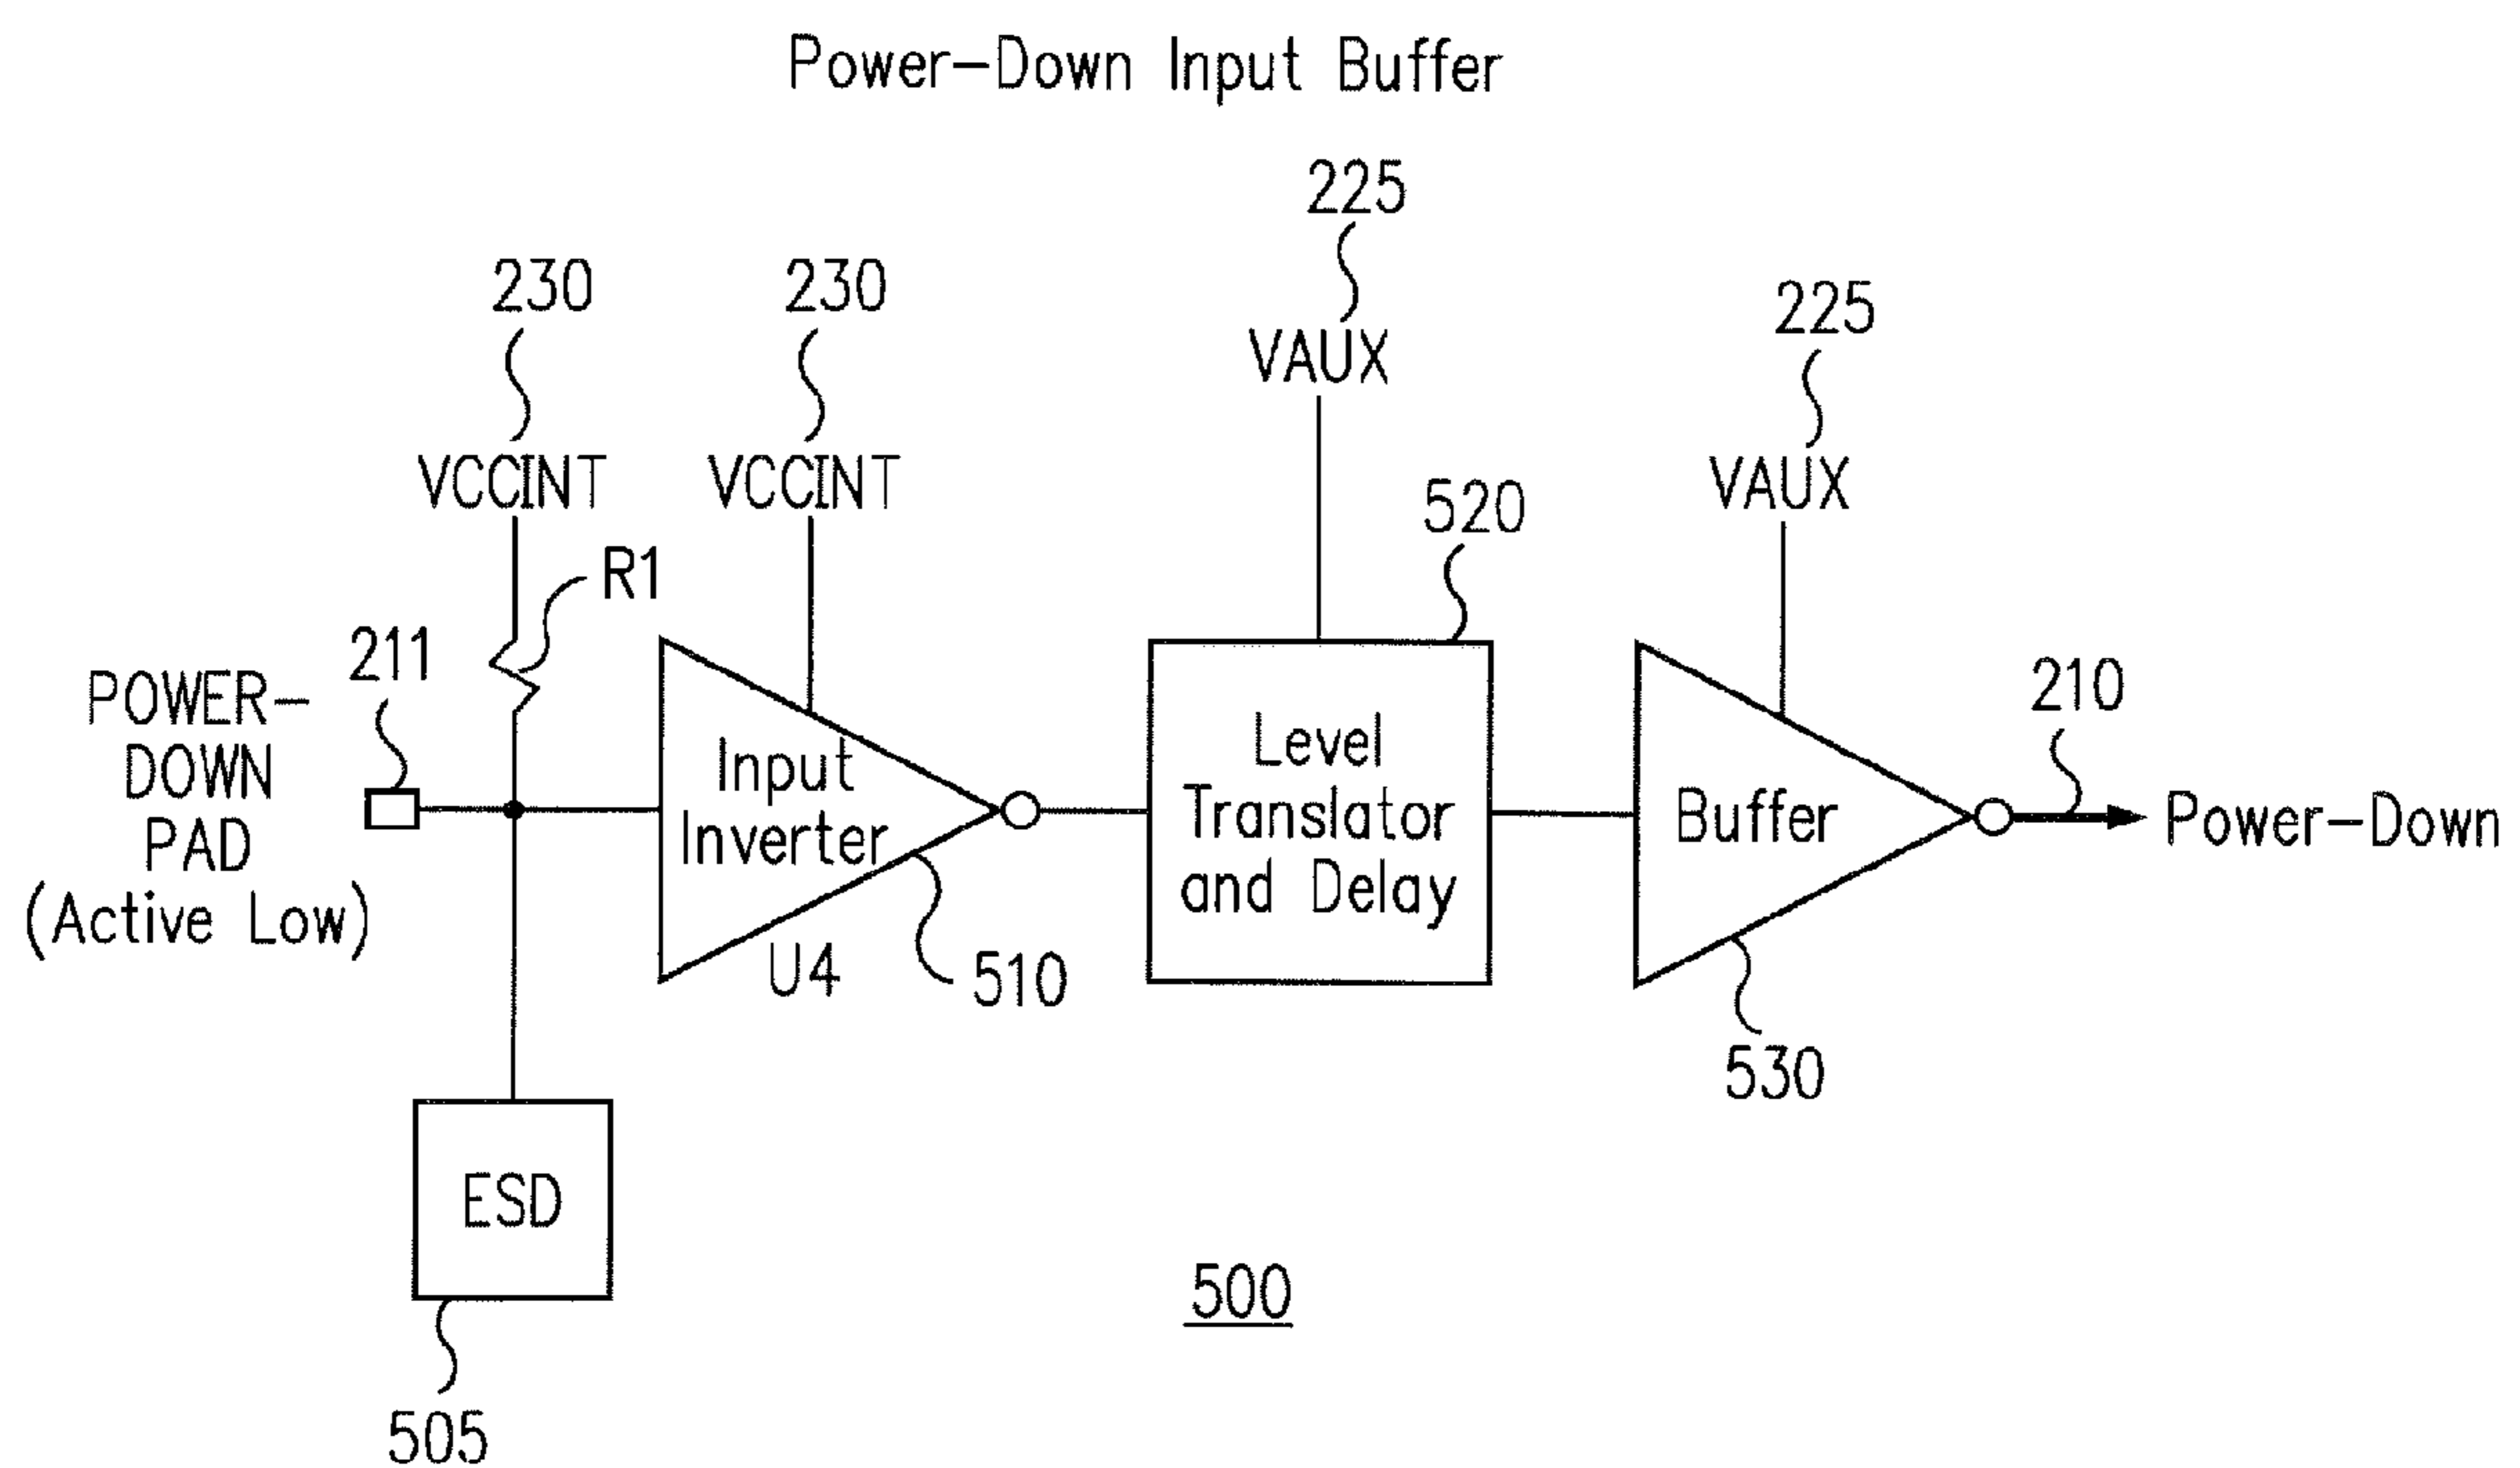 Power-Down Input Buffer
225
230
230
225
VAUX
VCCINT
VCCINT
VAUX
520
R1
211
210
POWER-
DOWN
PAD
(Active Low)
Input
Inverter
U4
510
Level
Translator
and Delay
Buffer
530
Power-Down
ESD
505
500